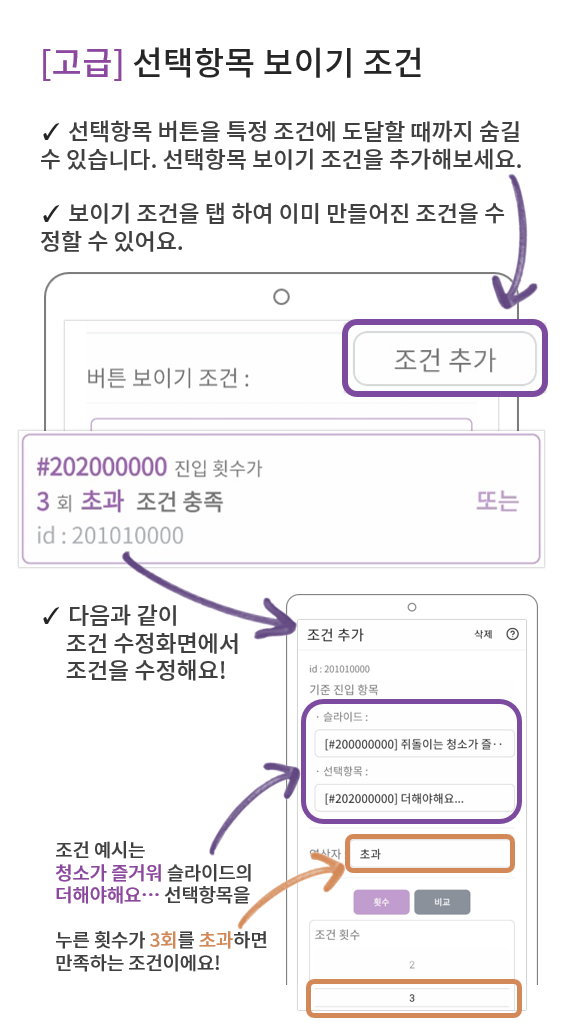 [고급] 선택항목 보이기 조건
✓ 선택항목 버튼을 특정 조건에 도달할 때까지 숨길
수 있습니다. 선택항목 보이기 조건을 추가해보세요.
✓ 보이기 조건을 탭 하여 이미 만들어진 조건을 수
정할 수 있어요.
버튼 보이기 조건 :
조건 추가
#202000000 진입 횟수가
3 회 초과 조건 충족
또는
id : 201010000
✓ 다음과 같이
조건 수정화면에서
조건을 수정해요!
조건 추가
삭제
?
id : 201010000
기준 진입 항목
· 슬라이드 :
[#200000000] 쥐돌이는 청소가 즐··
· 선택항목 :
[#202000000] 더해야해요...
연산자
초과
횟수
비교
조건 횟수
2
3
조건 예시는
청소가 즐거워 슬라이드의
더해야해요··· 선택항목을
누른 횟수가 3회를 초과하면
만족하는 조건이에요!